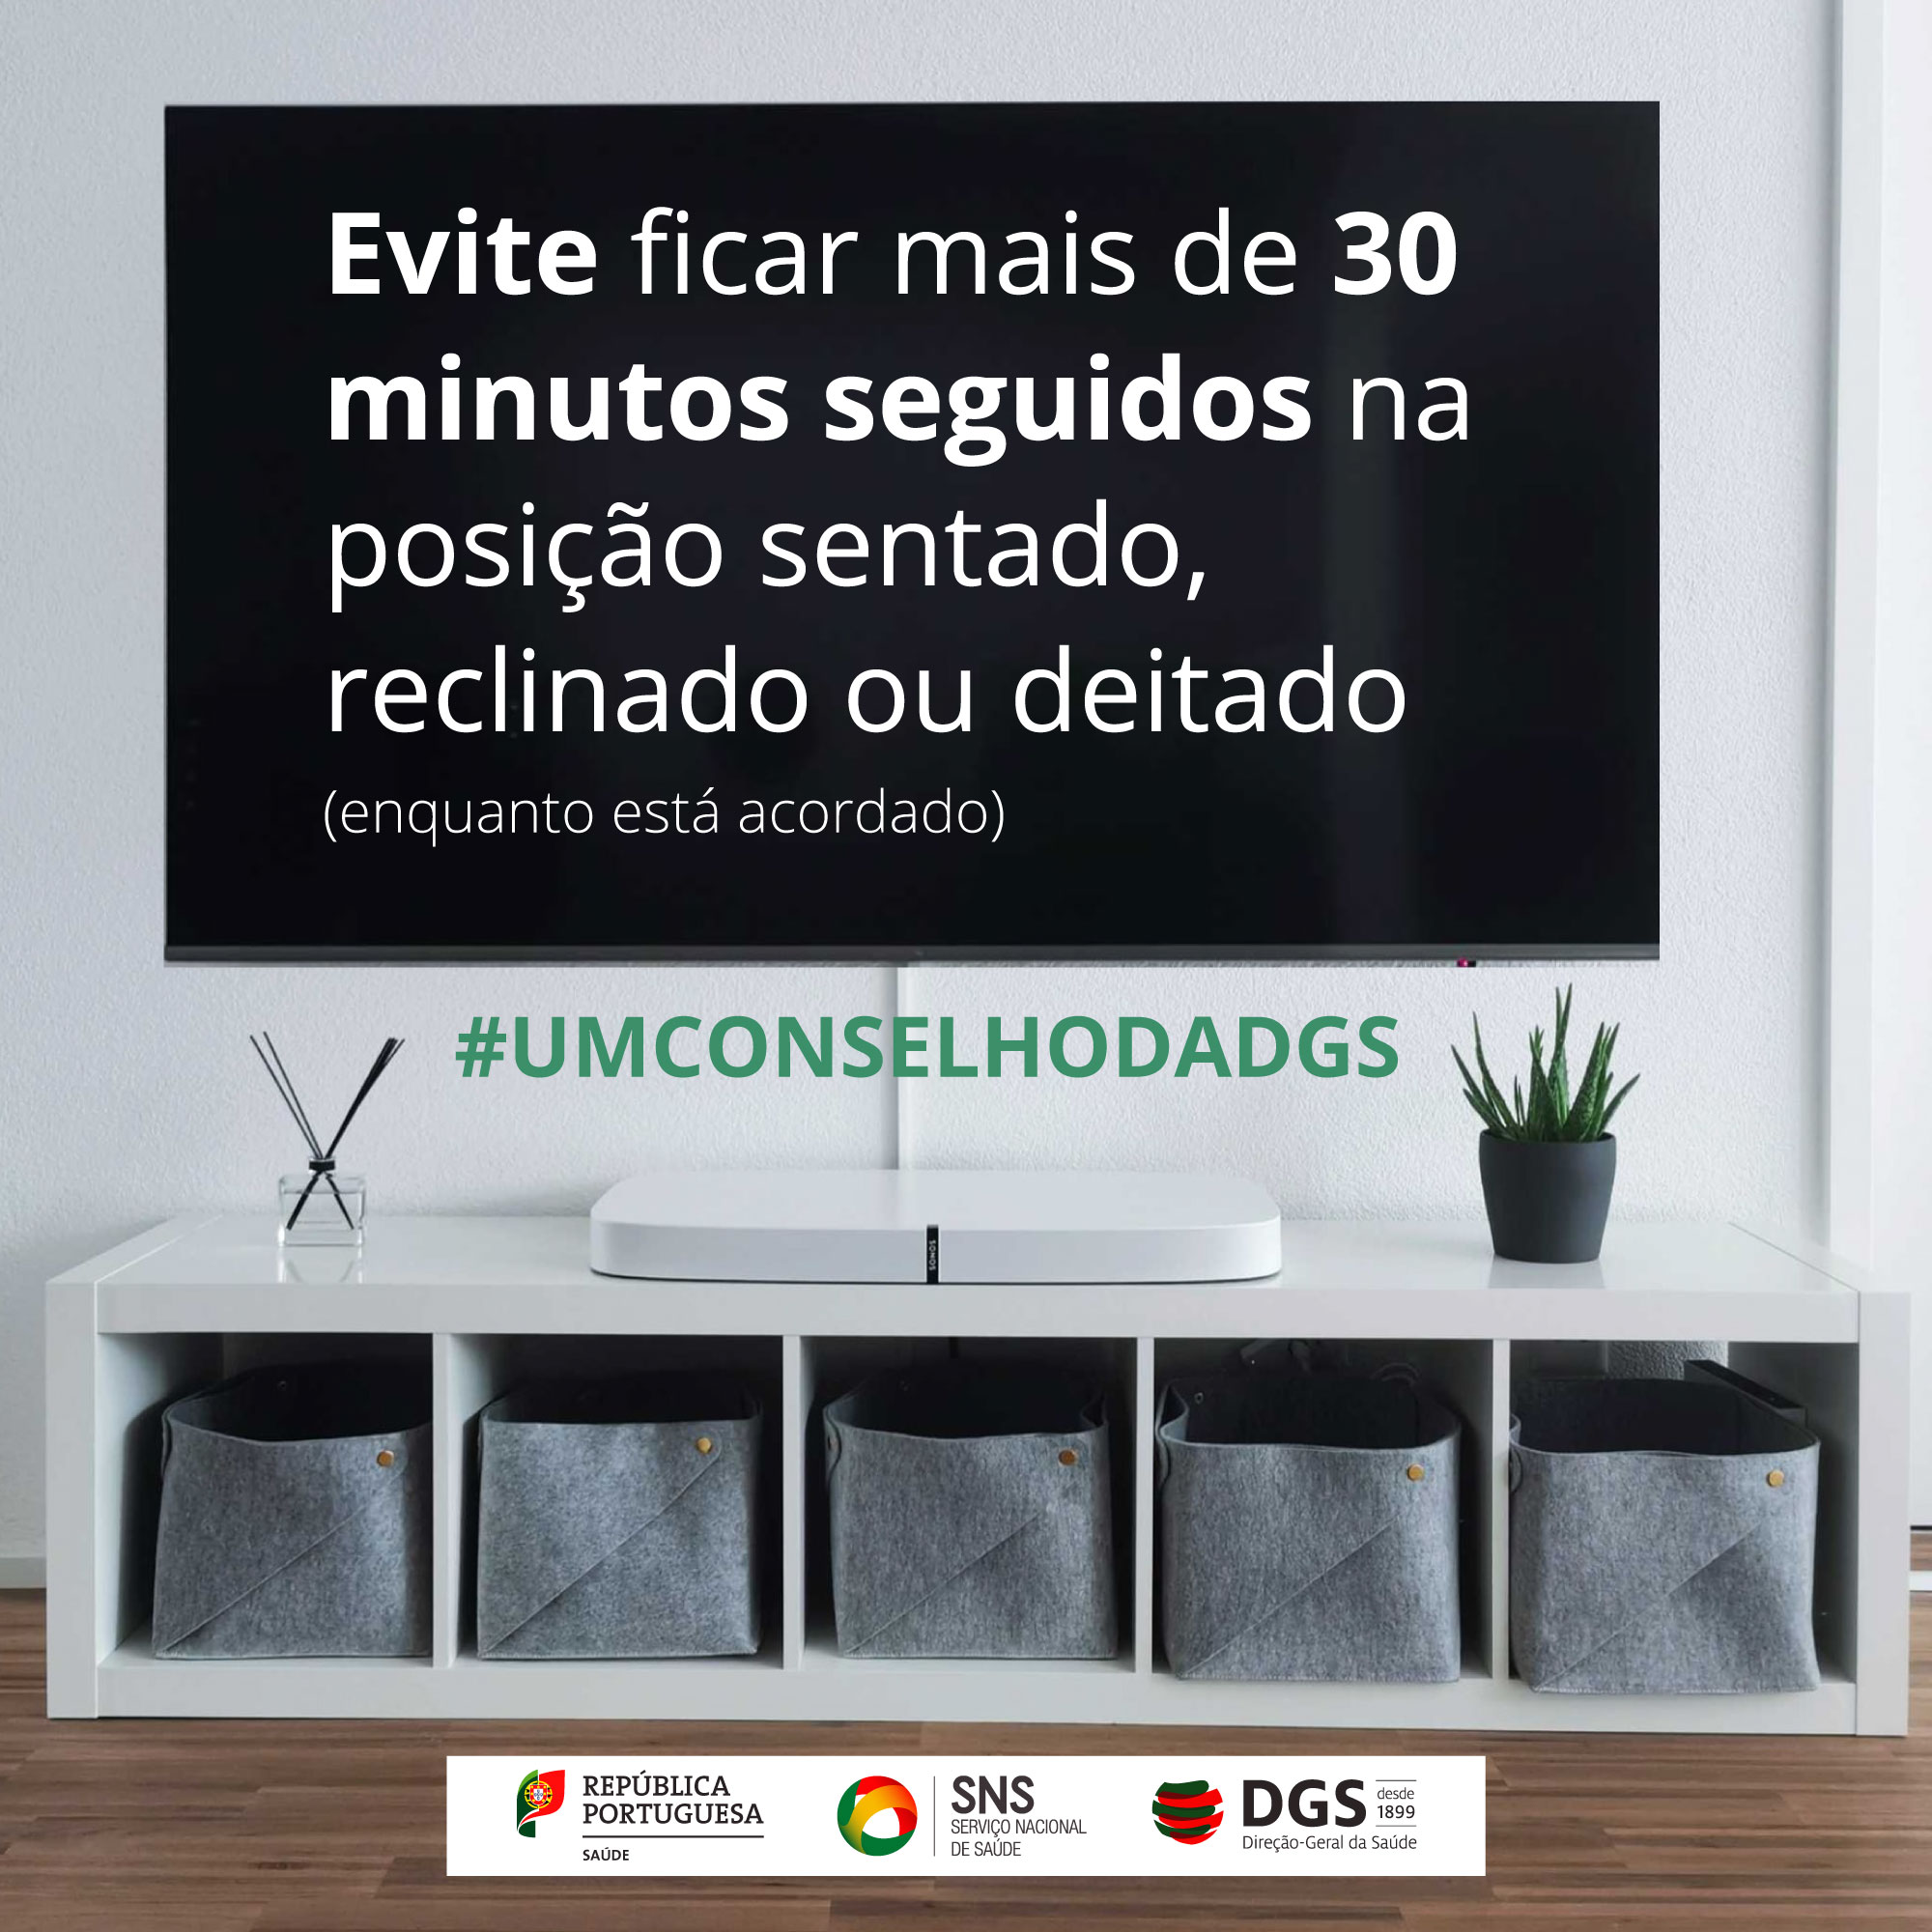 Evite ficar mais de 30
minutos seguidos na
posição sentado,
reclinado ou deitado
(enquanto está acordado)
#UMCONSELHODADGS
SONOS
REPÚBLICA
PORTUGUESA
SAÚDE
SNS
SERVIÇO NACIONAL
DE SAÚDE
DGS
desde
1899
Direção-Geral da Saúde